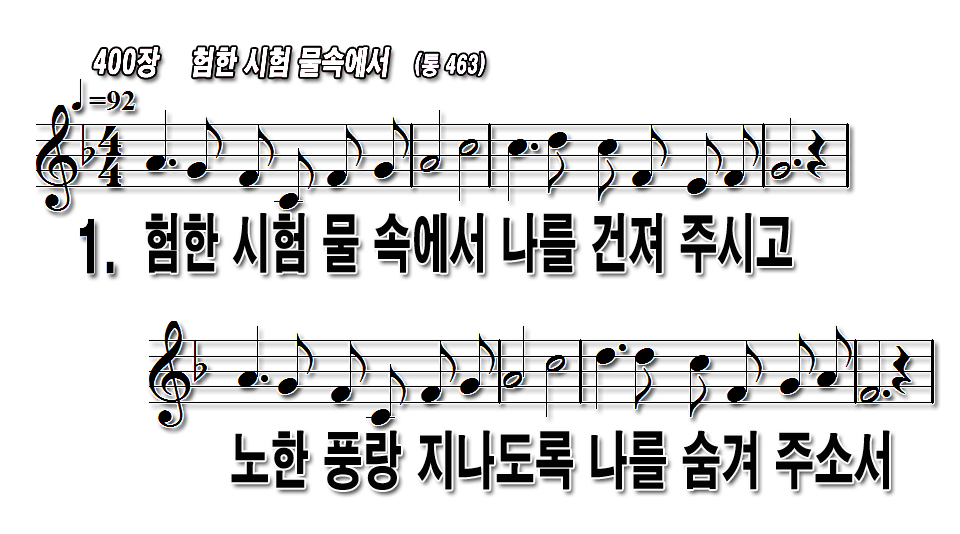 400장 험한 시험 물속에서 (통 463)
♩=92
4/4
1. 험한 시험 물 속에서 나를 건져 주시고
노한 풍랑 지나도록 나를 숨겨 주소서